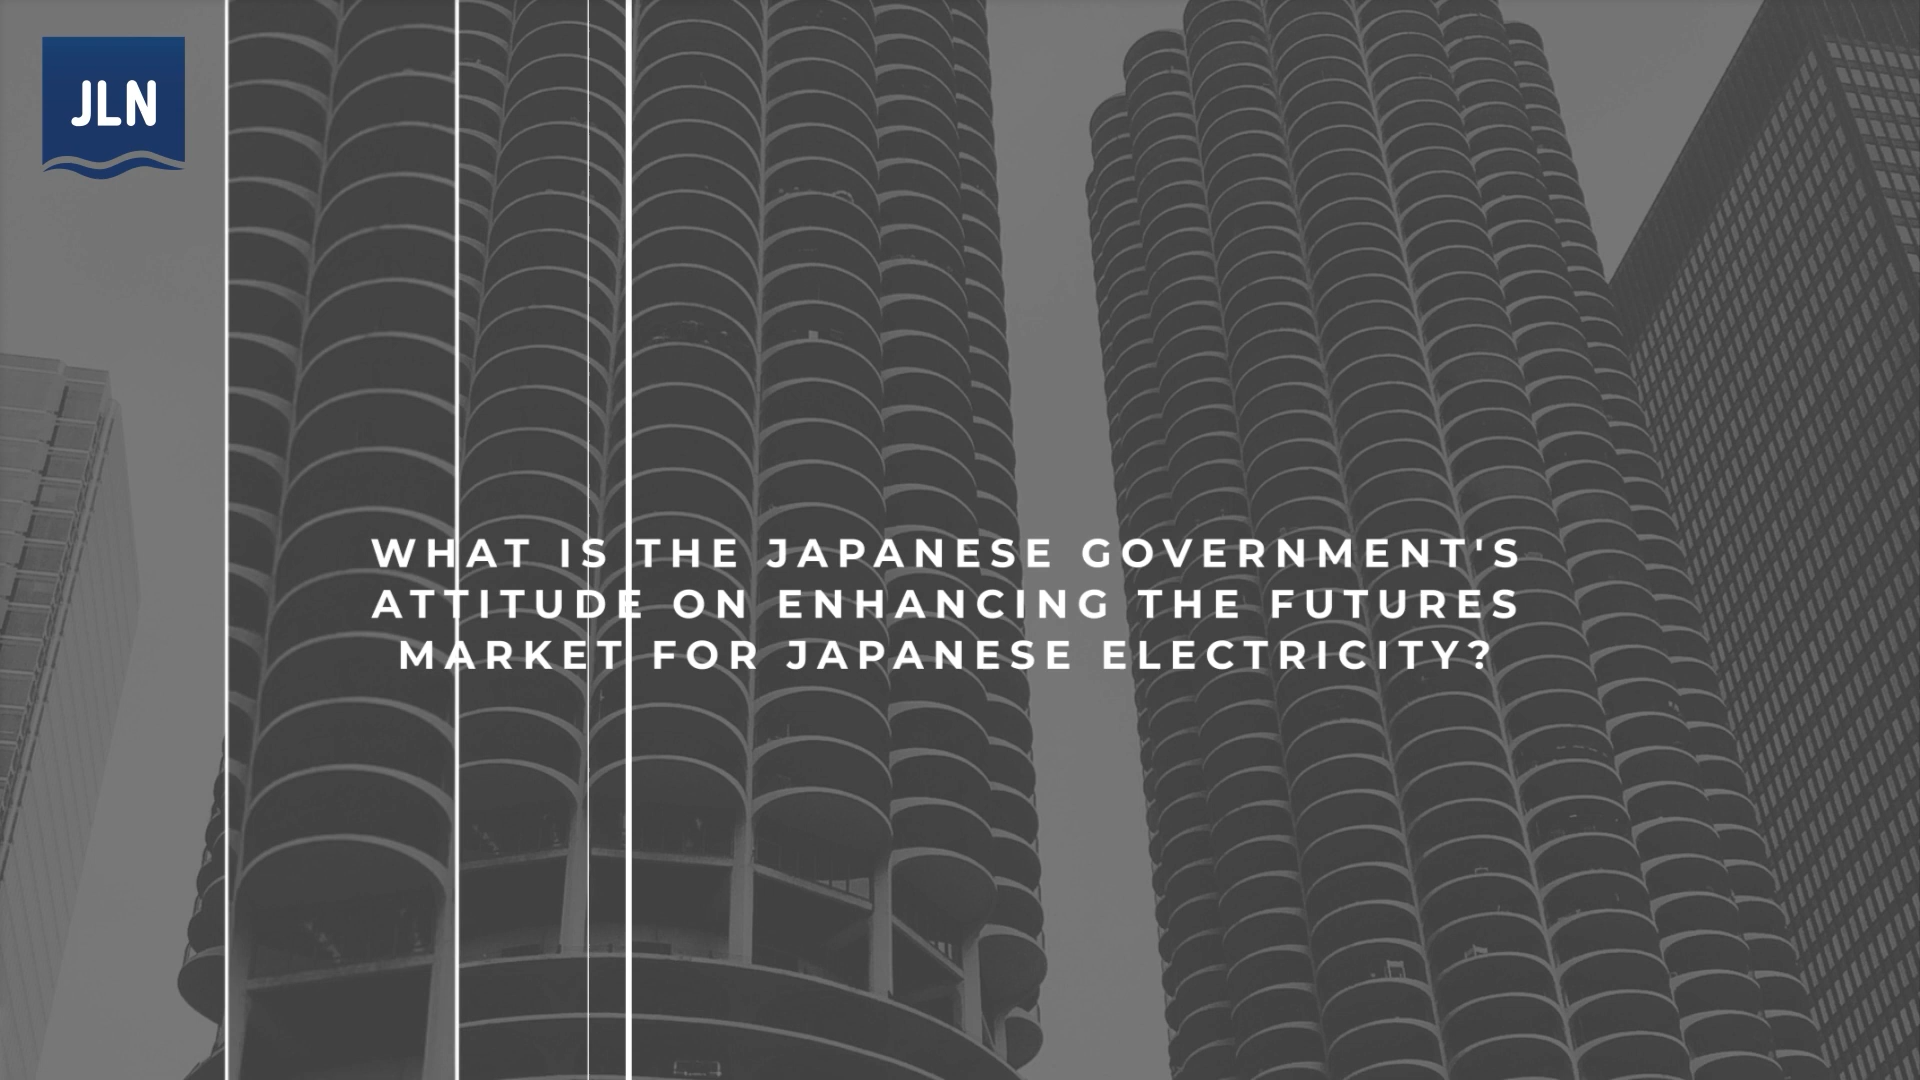 JLN
WHAT IS THE JAPANESE GOVERNMENT'S
ATTITUDE ON ENHANCING THE FUTURES
MARKET FOR JAPANESE ELECTRICITY?